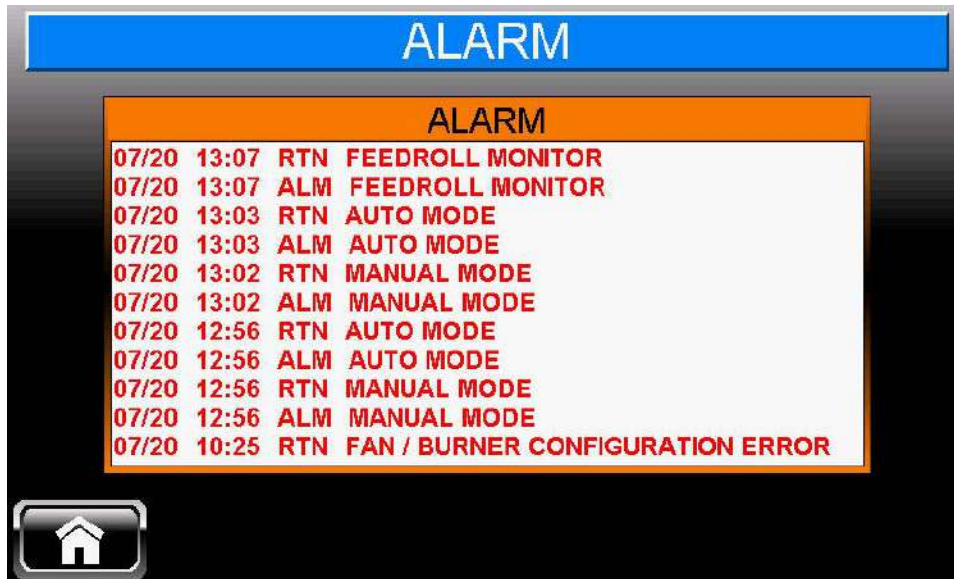 ALARM
ALARM
07/20 13:07 RTN FEEDROLL MONITOR
07/20 13:07 ALM FEEDROLL MONITOR
07/20 13:03 RTN AUTO MODE
07/20 13:03 ALM AUTO MODE
07/20 13:02 RTN MANUAL MODE
07/20 13:02 ALM MANUAL MODE
07/20 12:56 RTN AUTO MODE
07/20 12:56 ALM AUTO MODE
07/20 12:56 RTN MANUAL MODE
07/20 12:56 ALM MANUAL MODE
07/20 10:25 RTN FAN / BURNER CONFIGURATION ERROR